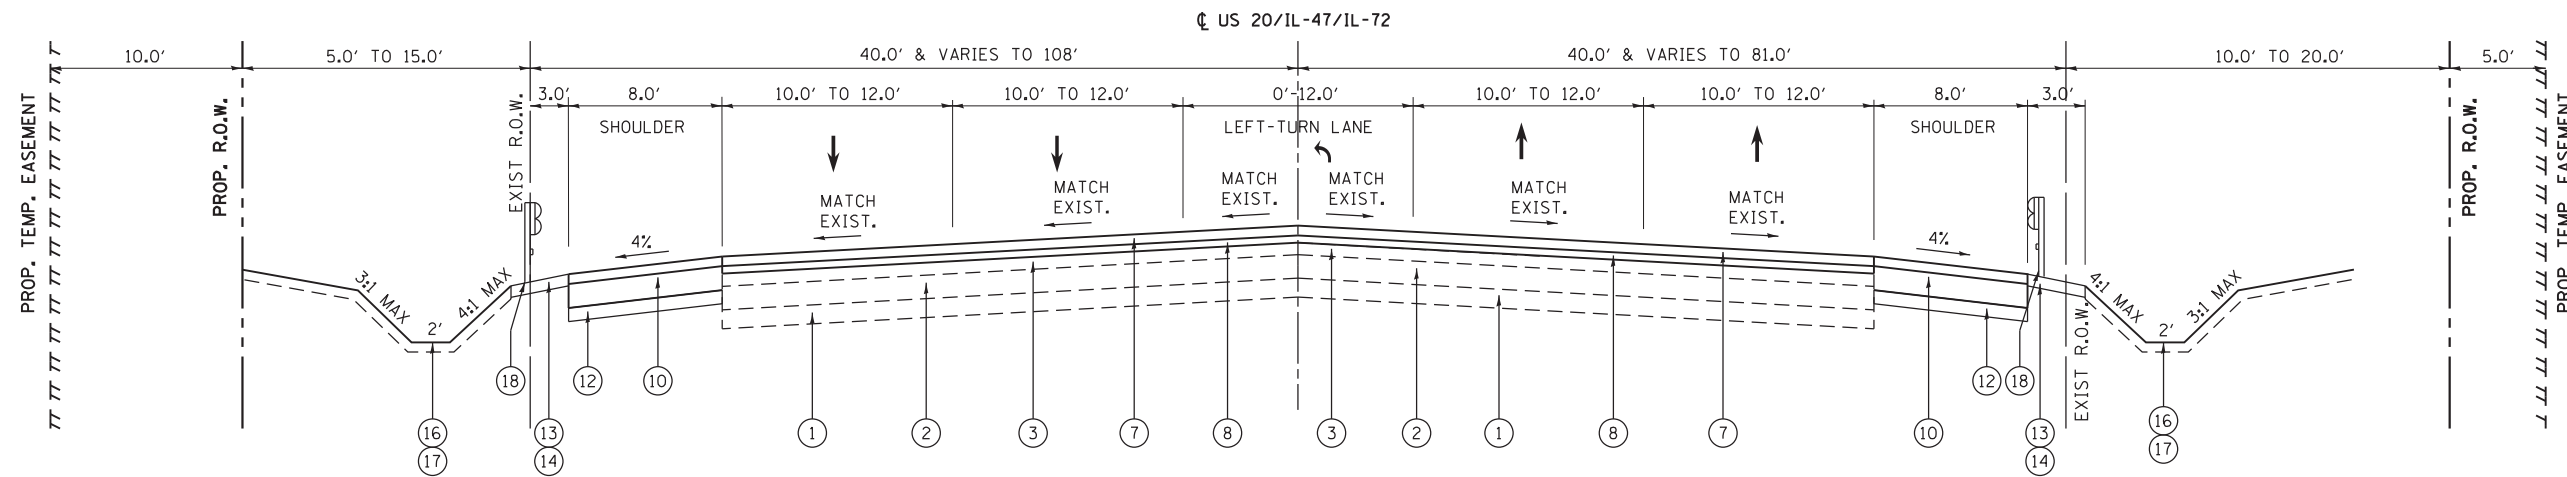 ℄ US 20/IL-47/IL-72
10.0' 5.0' TO 15.0' 40.0' & VARIES TO 108' 40.0' & VARIES TO 81.0' 10.0' TO 20.0' 5.0'
3.0' 8.0' 10.0' TO 12.0' 10.0' TO 12.0' 0'-12.0' 10.0' TO 12.0' 10.0' TO 12.0' 8.0' 3.0'
SHOULDER LEFT-TURN LANE SHOULDER
PROP. TEMP. EASEMENT
PROP. R.O.W.
EXIST R.O.W.
MATCH
EXIST.
MATCH
EXIST.
MATCH
EXIST.
MATCH
EXIST.
MATCH
EXIST.
MATCH
EXIST.
PROP. R.O.W.
PROP. TEMP. EASEMENT
4% 4%
3:1 MAX
2'
4:1 MAX
4:1 MAX
2'
3:1 MAX
EXIST R.O.W.
18 12 10 12 18
16 13 1 2 3 7 8 3 2 1 8 7 10 13 16
17 14 14 17